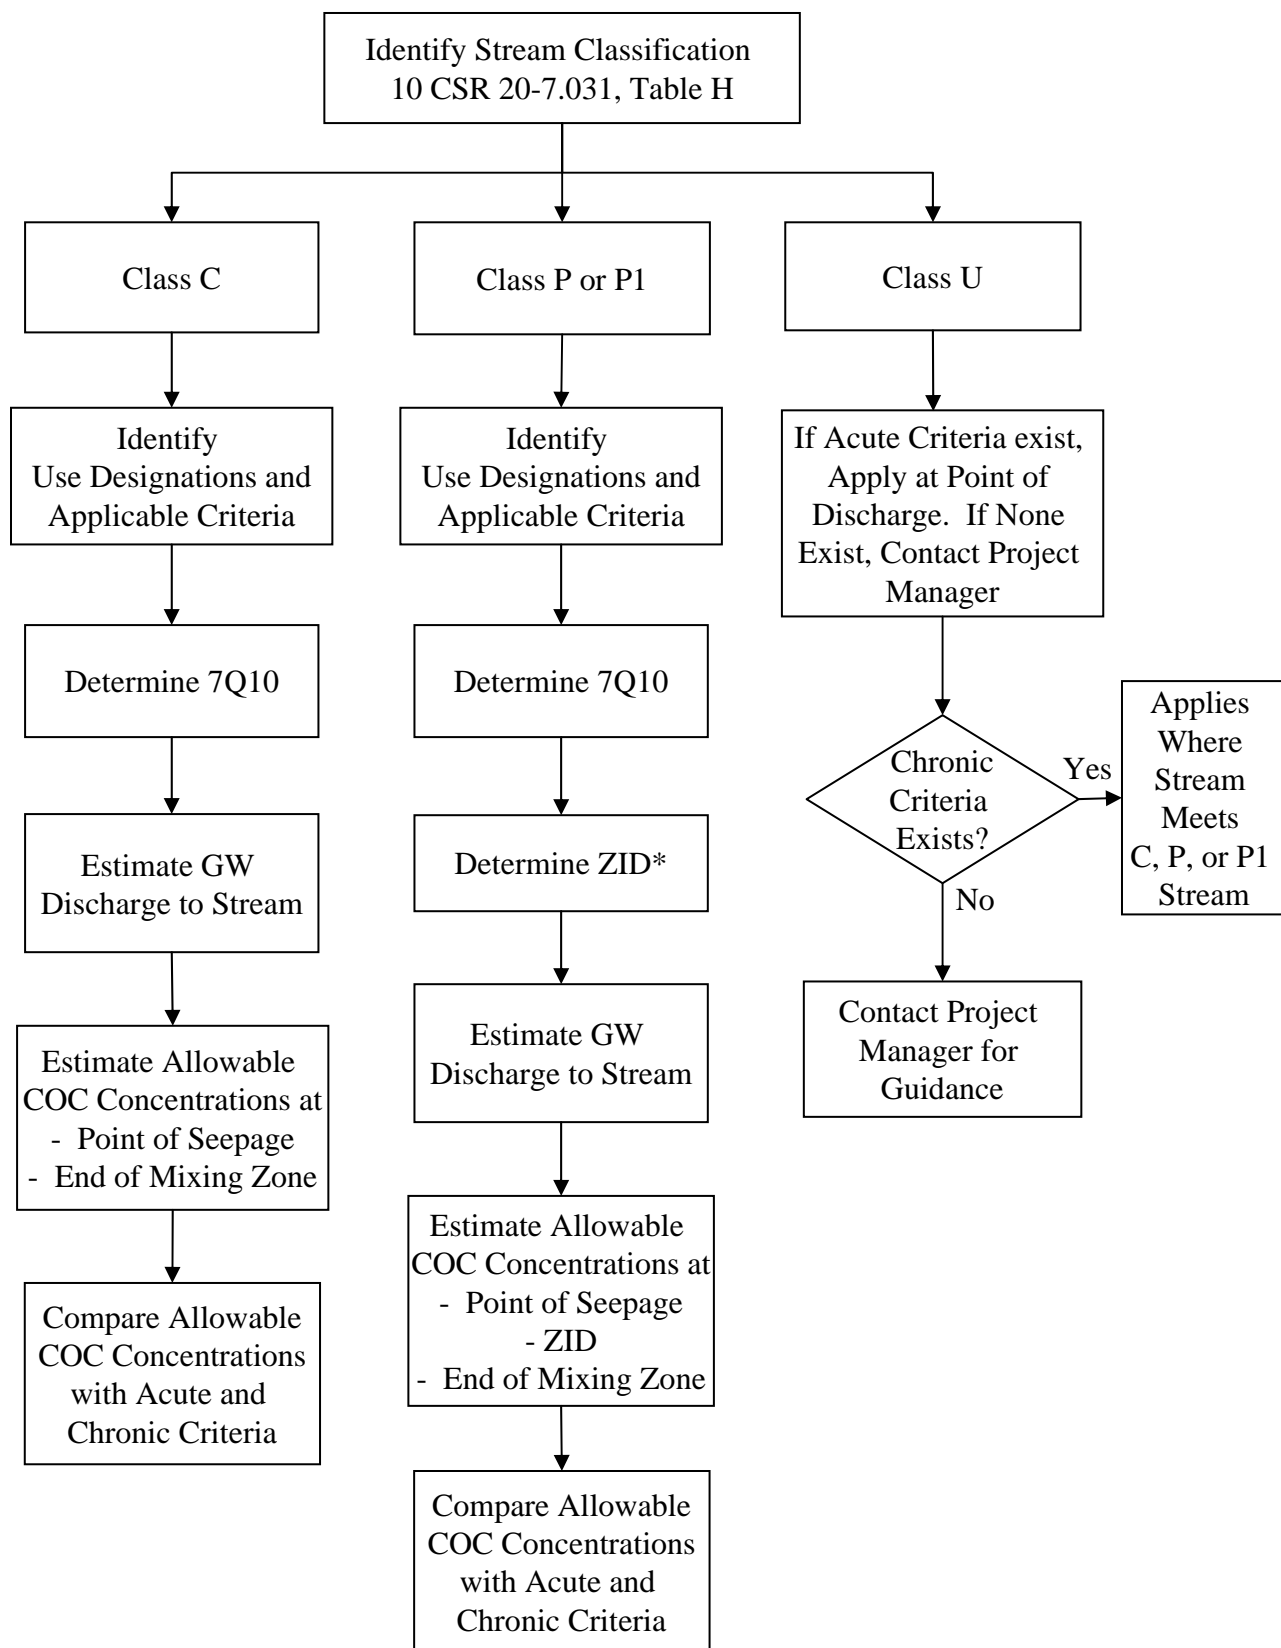 Identify Stream Classification
10 CSR 20-7.031, Table H
Class C
Identify
Use Designations and
Applicable Criteria
Determine 7Q10
Estimate GW
Discharge to Stream
Estimate Allowable
COC Concentrations at
- Point of Seepage
- End of Mixing Zone
Compare Allowable
COC Concentrations
with Acute and
Chronic Criteria
Class P or P1
Identify
Use Designations and
Applicable Criteria
Determine 7Q10
Determine ZID*
Estimate GW
Discharge to Stream
Estimate Allowable
COC Concentrations at
- Point of Seepage
- ZID
- End of Mixing Zone
Compare Allowable
COC Concentrations
with Acute and
Chronic Criteria
Class U
If Acute Criteria exist,
Apply at Point of
Discharge. If None
Exist, Contact Project
Manager
Chronic
Criteria
Exists?
Yes
Applies
Where
Stream
Meets
C, P, or P1
Stream
No
Contact Project
Manager for
Guidance